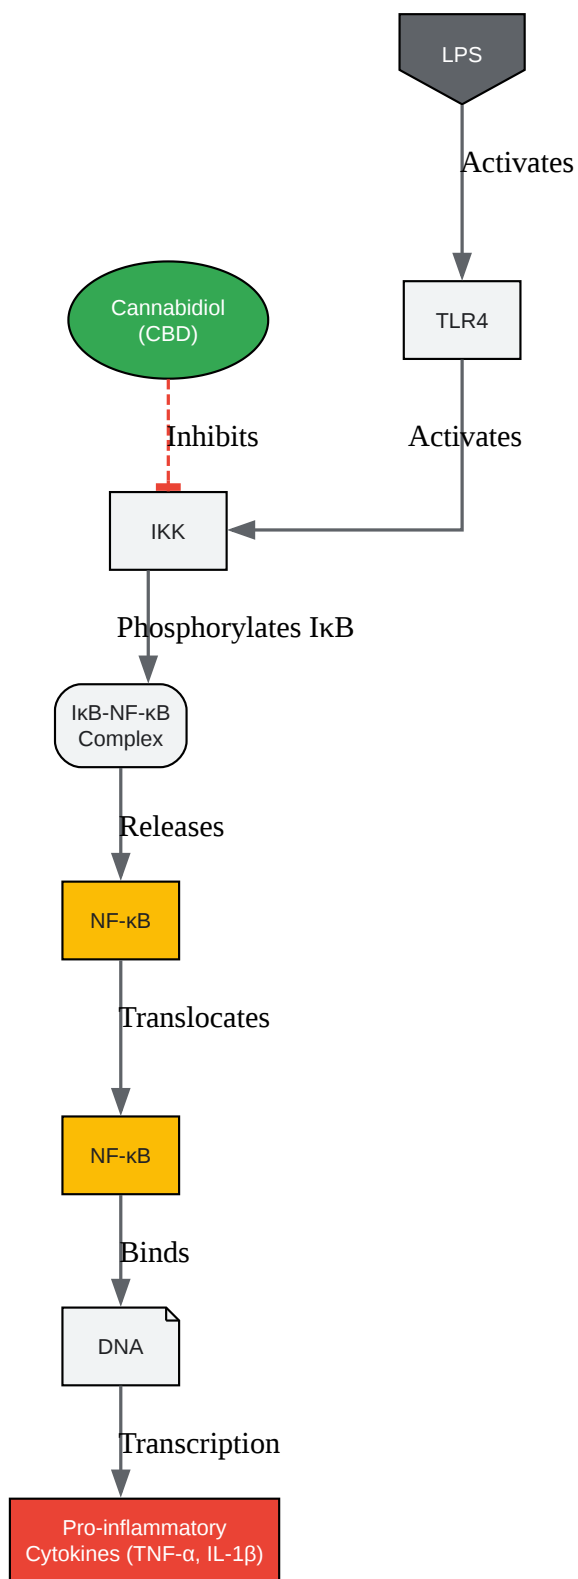 LPS
Activates
Cannabidiol
(CBD)
TLR4
Inhibits
Activates
IKK
Phosphorylates IκB
IκB-NF-κB
Complex
Releases
NF-κB
Translocates
NF-κB
Binds
DNA
Transcription
Pro-inflammatory
Cytokines (TNF-α, IL-1β)